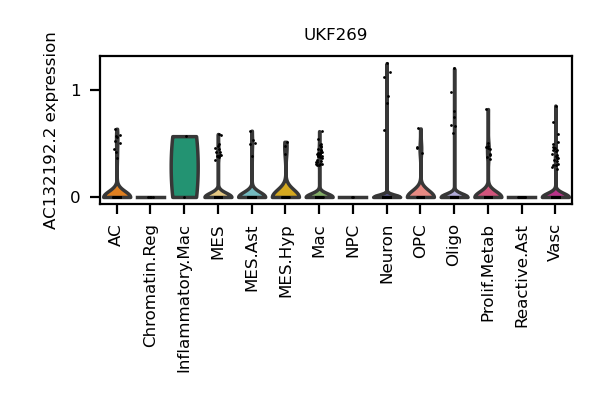 UKF269
AC132192.2 expression
1
0
AC
Chromatin.Reg
Inflammatory.Mac
MES
MES.Ast
MES.Hyp
Mac
NPC
Neuron
OPC
Oligo
Prolif.Metab
Reactive.Ast
Vasc